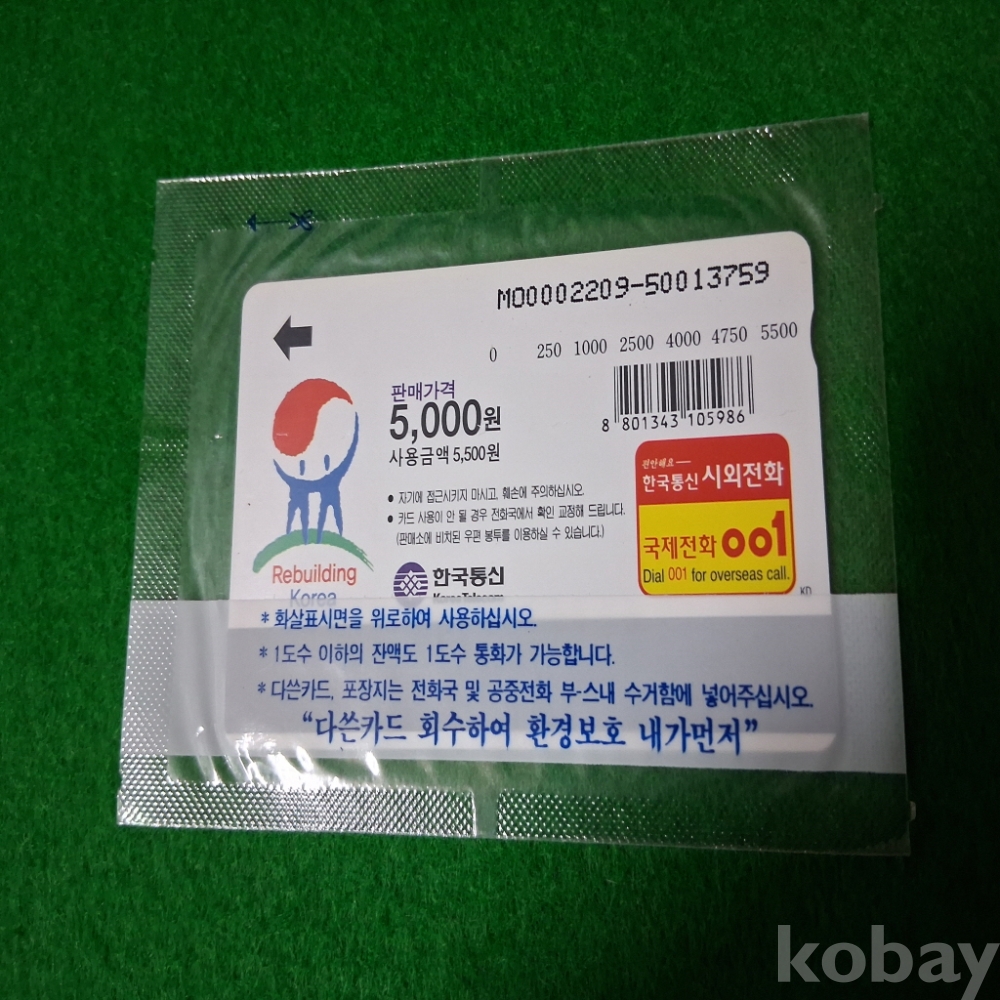 M00002209-50013759
0 250 1000 2500 4000 4750 5500
판매가격
5,000원
사용금액 5,500원
8 801343 105986
● 자기에 접근시키지 마시고, 훼손에 주의하십시오.
● 카드 사용이 안 될 경우 전화국에서 확인 교정해 드립니다.
(판매소에 비치된 우편 봉투를 이용하실 수 있습니다.)
한국통신
Korea Telecom
편안해요
한국통신 시외전화
국제전화 001
Dial 001 for overseas call.
KD
Rebuilding
Korea
* 화살표시면을 위로하여 사용하십시오.
* 1도수 이하의 잔액도 1도수 통화가 가능합니다.
* 다쓴카드, 포장지는 전화국 및 공중전화 부-스내 수거함에 넣어주십시오.
“다쓴카드 회수하여 환경보호 내가먼저”
kobay